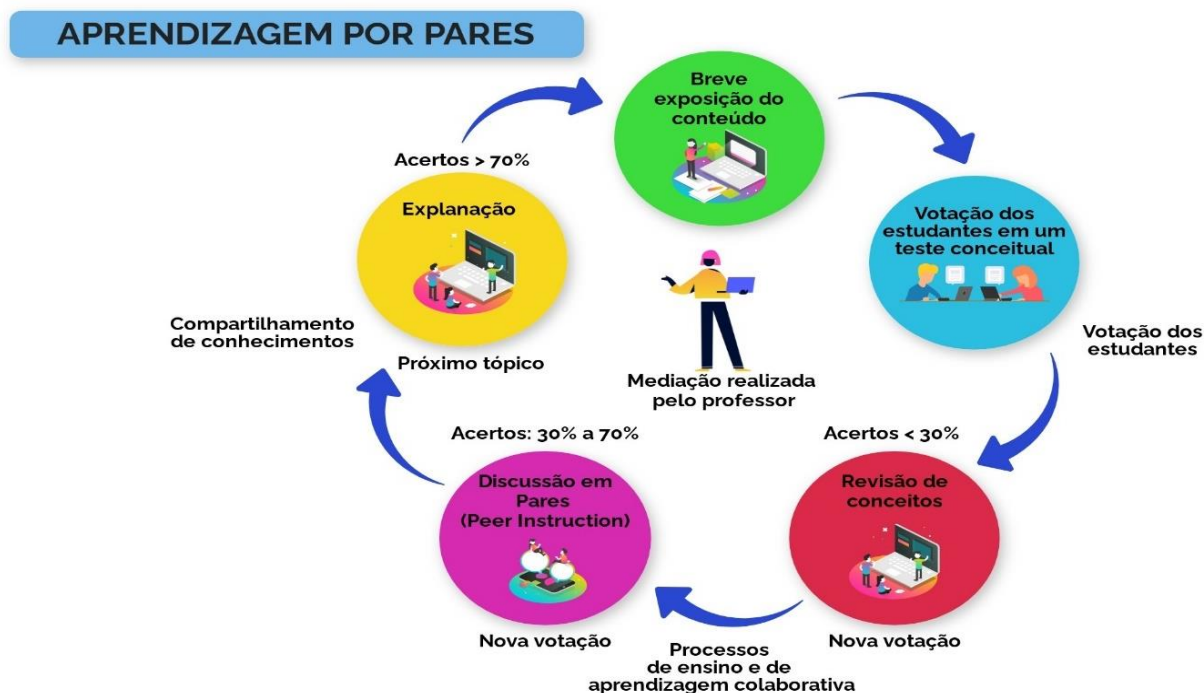 APRENDIZAGEM POR PARES
Breve
exposição do
conteúdo
Votação dos
estudantes em um
teste conceitual
Votação dos
estudantes
Acertos < 30%
Revisão de
conceitos
Nova votação
Processos
de ensino e de
aprendizagem colaborativa
Acertos: 30% a 70%
Discussão em
Pares
(Peer Instruction)
Nova votação
Compartilhamento
de conhecimentos
Acertos > 70%
Explanação
Próximo tópico
Mediação realizada
pelo professor